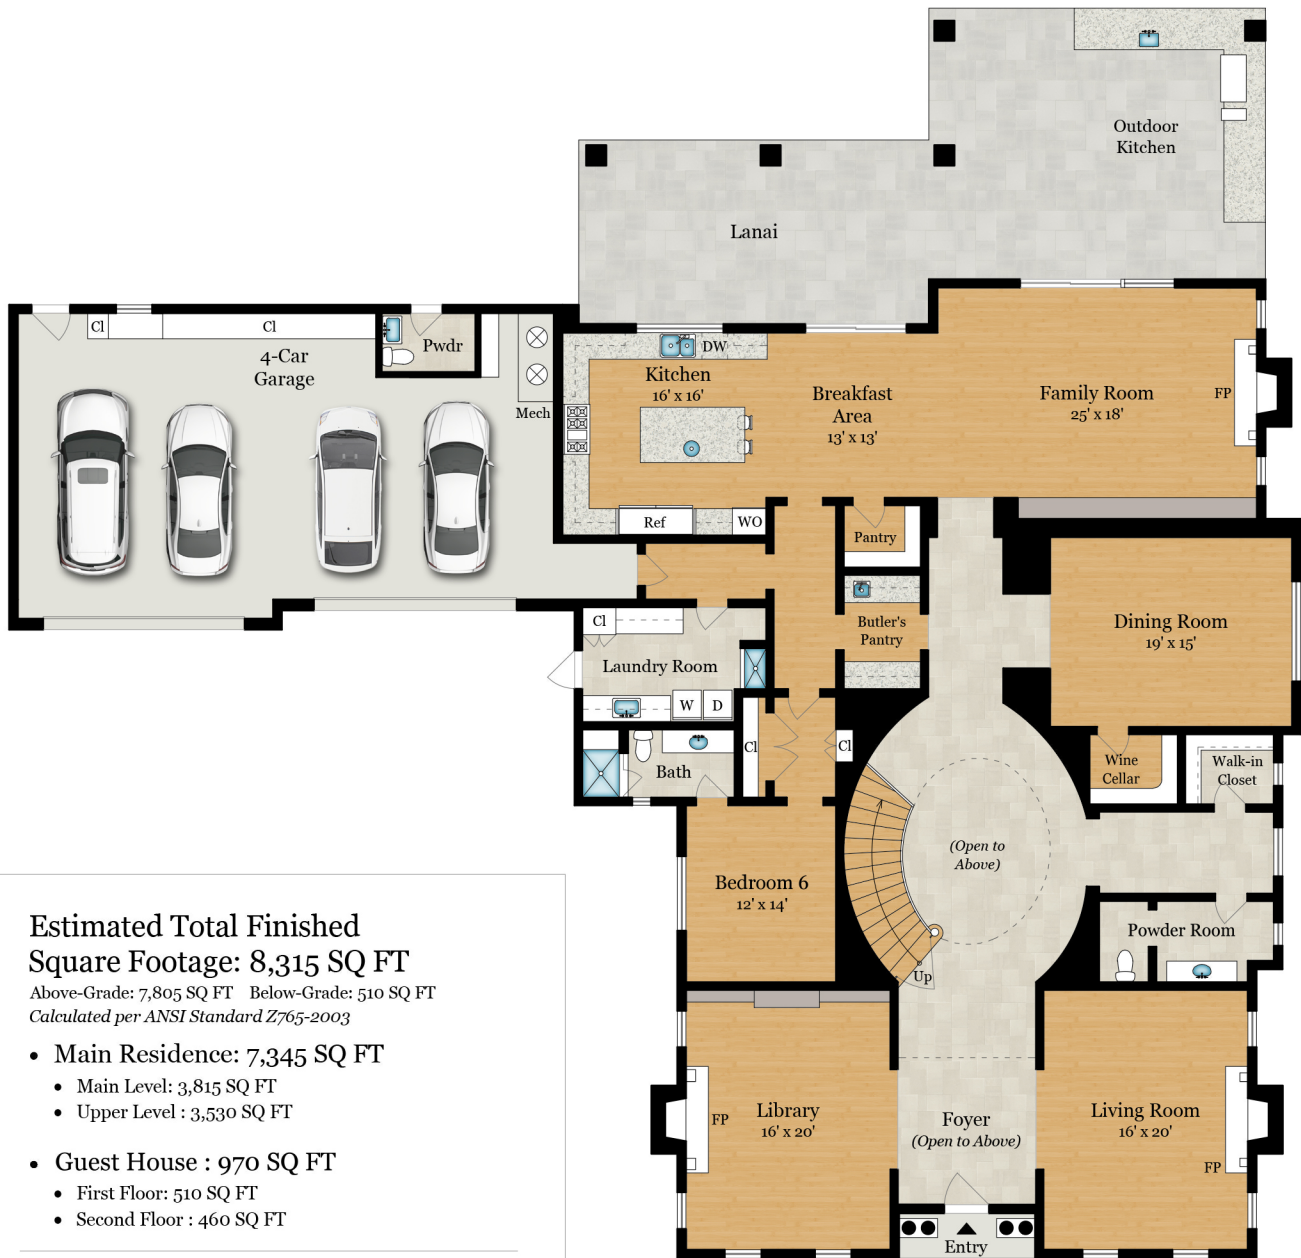 Outdoor
Kitchen
Lanai
Cl
Cl
Pwdr
4-Car
Garage
Mech
DW
Kitchen
16' x 16'
Breakfast
Area
13' x 13'
Family Room
25' x 18'
FP
Ref
WO
Pantry
Butler's
Pantry
Dining Room
19' x 15'
Cl
Laundry Room
W
D
Cl
Cl
Bath
Wine
Cellar
Walk-in
Closet
(Open to
Above)
Bedroom 6
12' x 14'
Powder Room
Up
Library
16' x 20'
FP
Foyer
(Open to Above)
Living Room
16' x 20'
FP
Entry
Estimated Total Finished
Square Footage: 8,315 SQ FT
Above-Grade: 7,805 SQ FT Below-Grade: 510 SQ FT
Calculated per ANSI Standard Z765-2003
• Main Residence: 7,345 SQ FT
• Main Level: 3,815 SQ FT
• Upper Level : 3,530 SQ FT
• Guest House : 970 SQ FT
• First Floor: 510 SQ FT
• Second Floor : 460 SQ FT